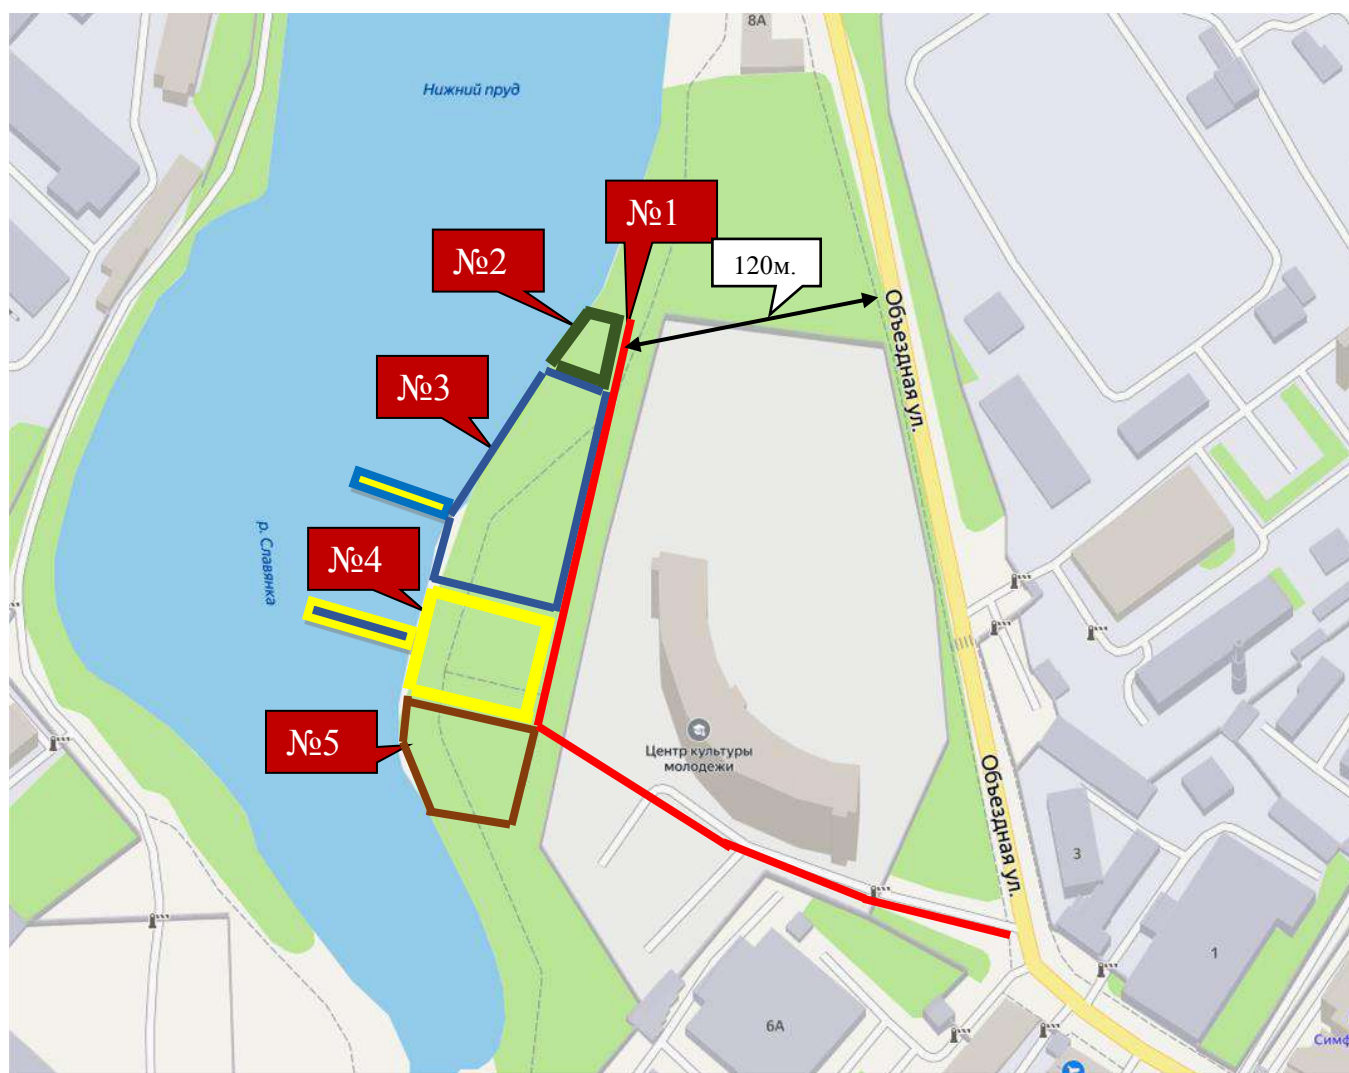 8А
Нижний пруд
№1
№2
120м.
Объездная ул.
№3
р. Славянка
№4
№5
Центр культуры
молодежи
Объездная ул.
3
1
6А
Симф